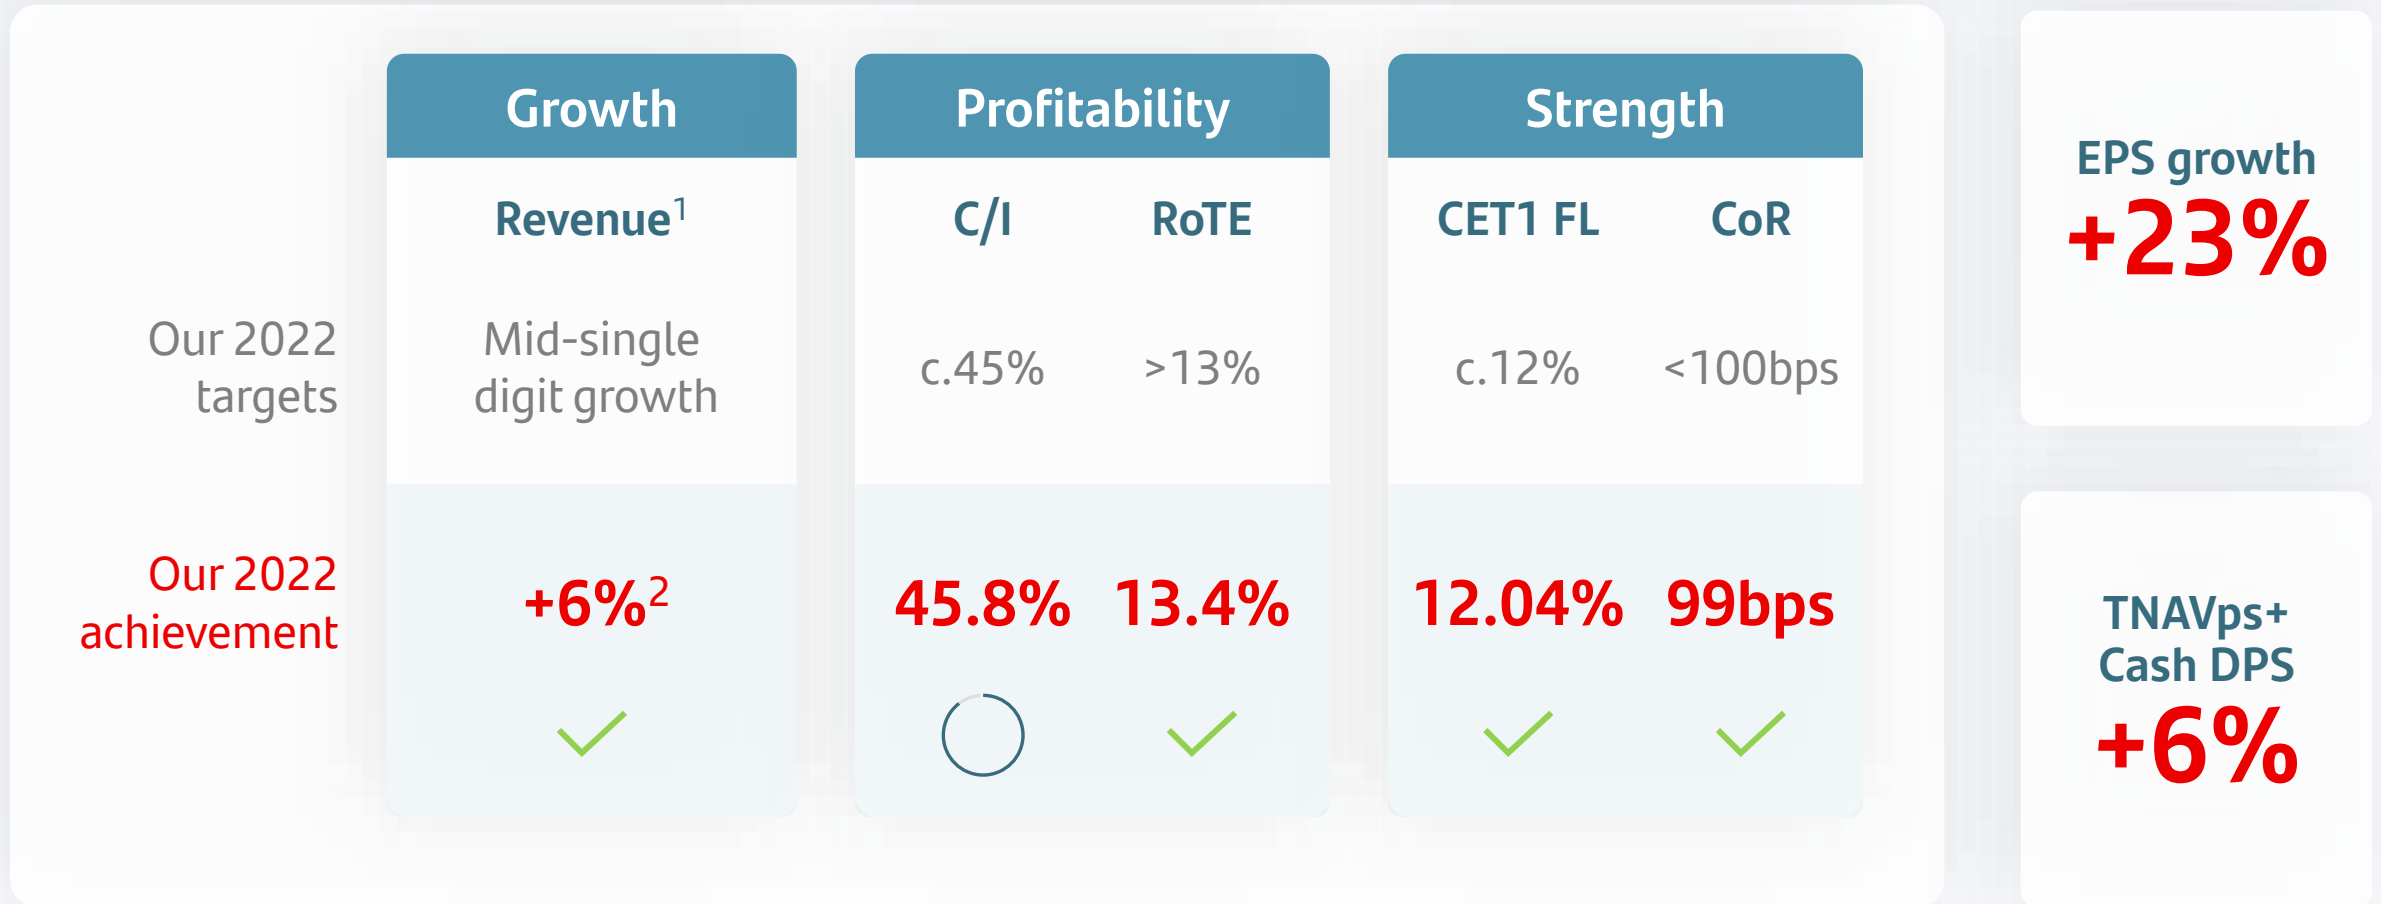 Growth
Profitability
Strength
Revenue¹
C/I
RoTE
CET1 FL
CoR
Our 2022
targets
Mid-single
digit growth
c.45%
>13%
c.12%
<100bps
Our 2022
achievement
+6%²
45.8%
13.4%
12.04%
99bps
EPS growth
+23%
TNAVps+
Cash DPS
+6%